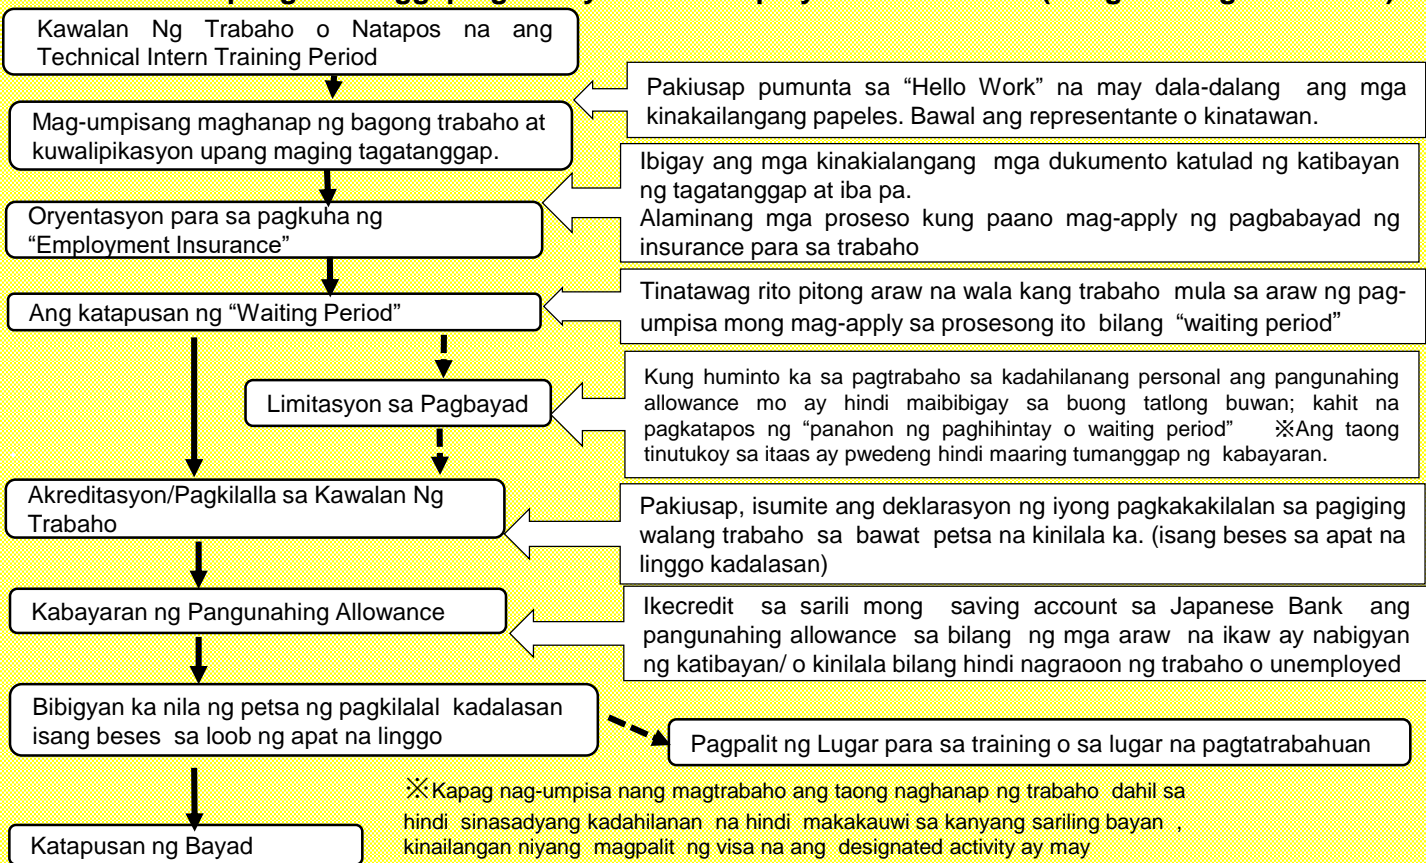 Kawalan Ng Trabaho o Natapos na ang
Technical Intern Training Period
Pakiusap pumunta sa “Hello Work” na may dala-dalang ang mga
kinakailangang papeles. Bawal ang representante o kinatawan.
Mag-umpisang maghanap ng bagong trabaho at
kuwalipikasyon upang maging tagatanggap.
Ibigay ang mga kinakialangang mga dukumento katulad ng katibayan
ng tagatanggap at iba pa.
Alaminang mga proseso kung paano mag-apply ng pagbabayad ng
insurance para sa trabaho
Oryentasyon para sa pagkuha ng
“Employment Insurance”
Tinatawag rito pitong araw na wala kang trabaho mula sa araw ng pag-
umpisa mong mag-apply sa prosesong ito bilang “waiting period”
Ang katapusan ng “Waiting Period”
Kung huminto ka sa pagtrabaho sa kadahilanang personal ang pangunahing
allowance mo ay hindi maibibigay sa buong tatlong buwan; kahit na
pagkatapos ng “panahon ng paghihintay o waiting period” ※Ang taong
tinutukoy sa itaas ay pwedeng hindi maaring tumanggap ng kabayaran.
Limitasyon sa Pagbayad
Akreditasyon/Pagkilalla sa Kawalan Ng
Trabaho
Pakiusap, isumite ang deklarasyon ng iyong pagkakakilalan sa pagiging
walang trabaho sa bawat petsa na kinilala ka. (isang beses sa apat na
linggo kadalasan)
Kabayaran ng Pangunahing Allowance
Ikecredit sa sarili mong saving account sa Japanese Bank ang
pangunahing allowance sa bilang ng mga araw na ikaw ay nabigyan
ng katibayan/ o kinilala bilang hindi nagraoon ng trabaho o unemployed
Bibigyan ka nila ng petsa ng pagkilalal kadalasan
isang beses sa loob ng apat na linggo
Pagpalit ng Lugar para sa training o sa lugar na pagtatrabahuan
※Kapag nag-umpisa nang magtrabaho ang taong naghanap ng trabaho dahil sa
hindi sinasadyang kadahilanan na hindi makakauwi sa kanyang sariling bayan ,
kinailangan niyang magpalit ng visa na ang designated activity ay may
Katapusan ng Bayad